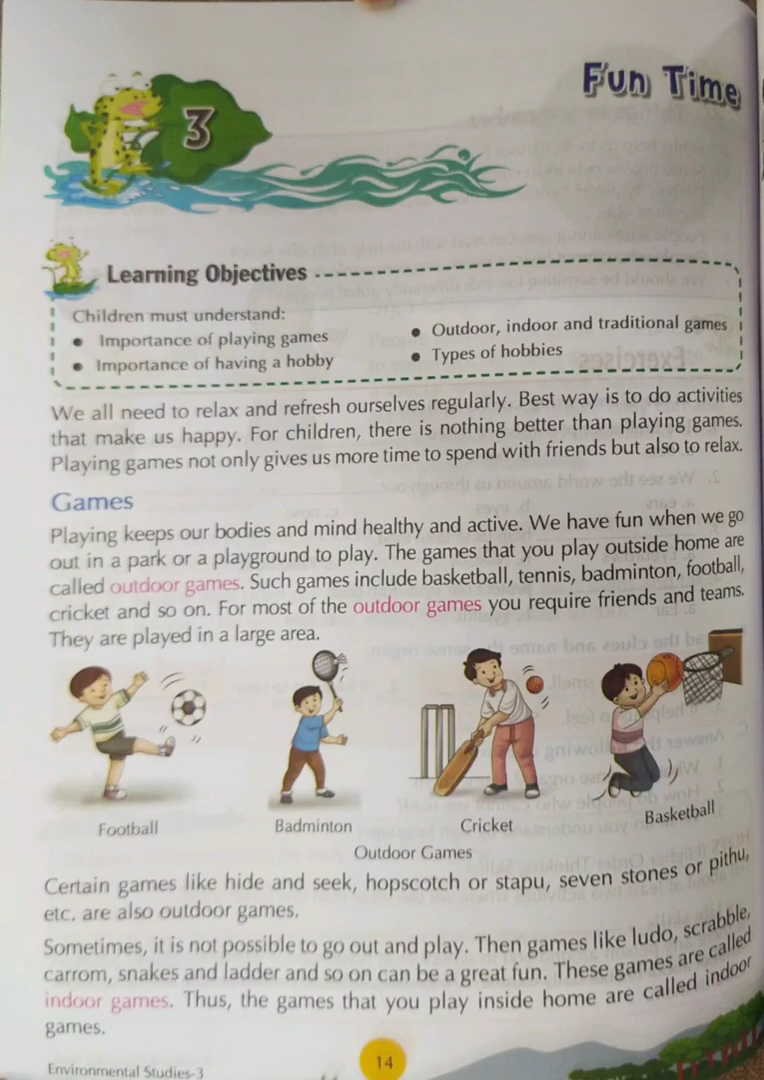 Fun Time
3
Learning Objectives
Children must understand:
• Importance of playing games
• Importance of having a hobby
• Outdoor, indoor and traditional games
• Types of hobbies
We all need to relax and refresh ourselves regularly. Best way is to do activities
that make us happy. For children, there is nothing better than playing games.
Playing games not only gives us more time to spend with friends but also to relax.
Games
Playing keeps our bodies and mind healthy and active. We have fun when we go
out in a park or a playground to play. The games that you play outside home are
called outdoor games. Such games include basketball, tennis, badminton, football,
cricket and so on. For most of the outdoor games you require friends and teams.
They are played in a large area.
Football
Badminton
Cricket
Basketball
Outdoor Games
Certain games like hide and seek, hopscotch or stapu, seven stones or pithu,
etc. are also outdoor games.
Sometimes, it is not possible to go out and play. Then games like ludo, scrabble,
carrom, snakes and ladder and so on can be a great fun. These games are called
indoor games. Thus, the games that you play inside home are called indoor
games.
Environmental Studies-3
14